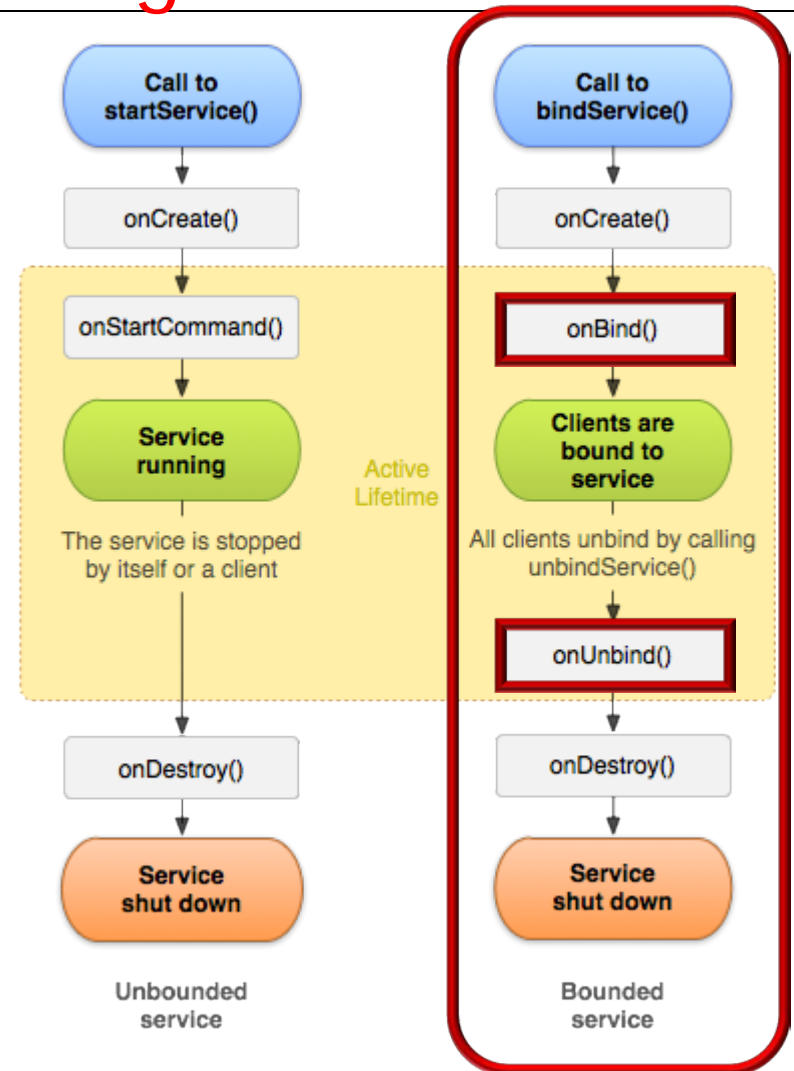 Call to
startService()
onCreate()
onStartCommand()
Service
running
The service is stopped
by itself or a client
onDestroy()
Service
shut down
Unbounded
service
Active
Lifetime
Call to
bindService()
onCreate()
onBind()
Clients are
bound to
service
All clients unbind by calling
unbindService()
onUnbind()
onDestroy()
Service
shut down
Bounded
service